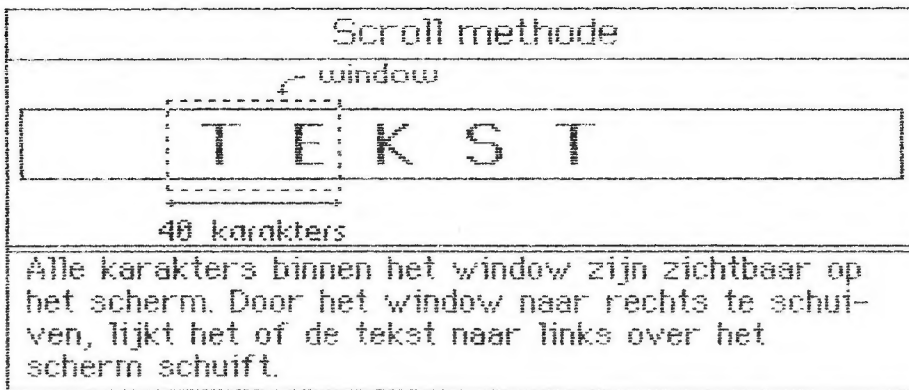 Scroll methode
window
T E K S T
40 karakters
Alle karakters binnen het window zijn zichtbaar op
het scherm. Door het window naar rechts te schui-
ven, lijkt het of de tekst naar links over het
scherm schuift.